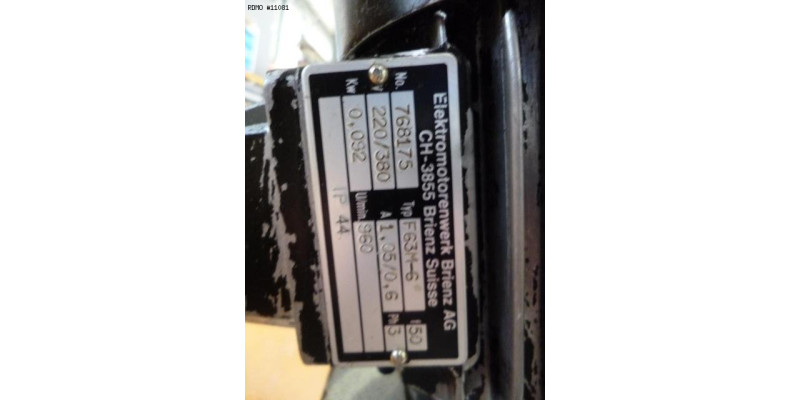 RDMO #11081
Elektromotorenwerk Brienz AG
CH-3855 Brienz Suisse
No. 768175 Typ F63M-6 f 50
V 220/380 A 1,05/0,6 Ph 3
Kw 0,092 U/min. 960
IP 44